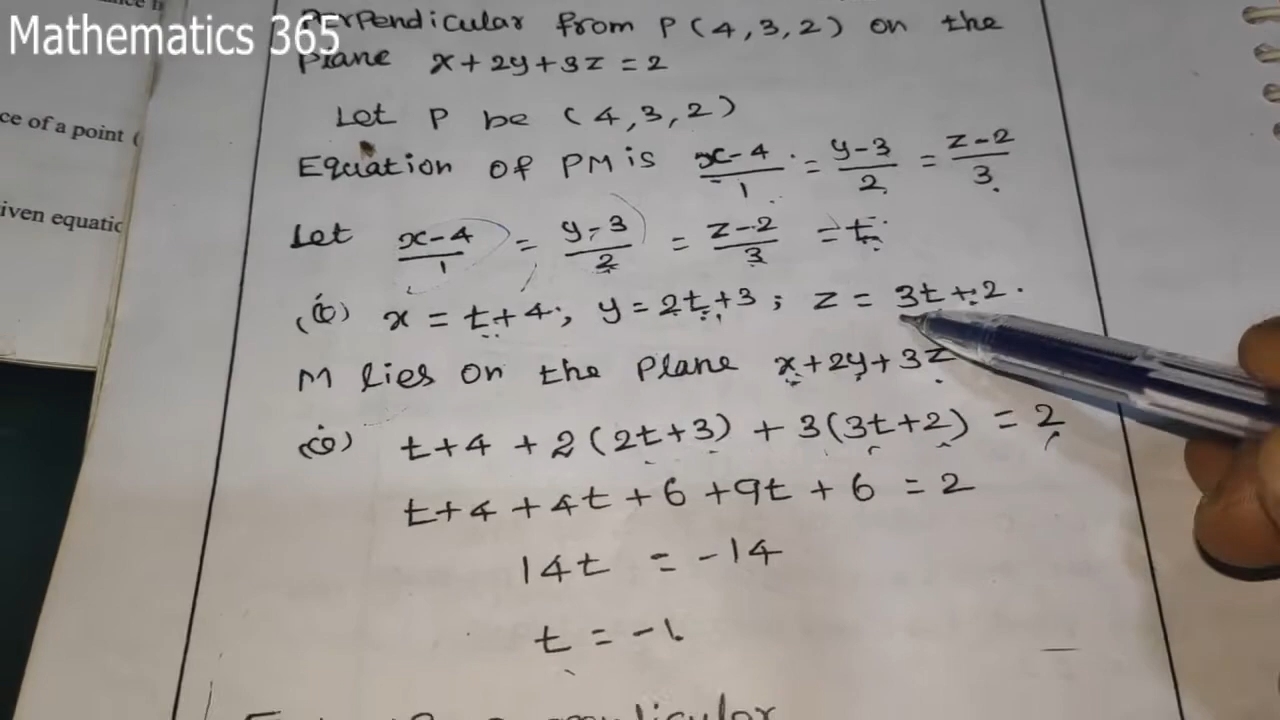 Mathematics 365
ce of a point (
iven equatic
Perpendicular from P(4,3,2) on the
Plane x+2y+3z=2
Let P be (4,3,2)
Equation of PM is x-4/1 = y-3/2 = z-2/3
Let x-4/1 = y-3/2 = z-2/3 = t
(i) x = t+4; y = 2t+3; z = 3t+2.
M lies on the plane x+2y+3z
(i) t+4 + 2(2t+3) + 3(3t+2) = 2
t+4 + 4t + 6 + 9t + 6 = 2
14t = -14
t = -1